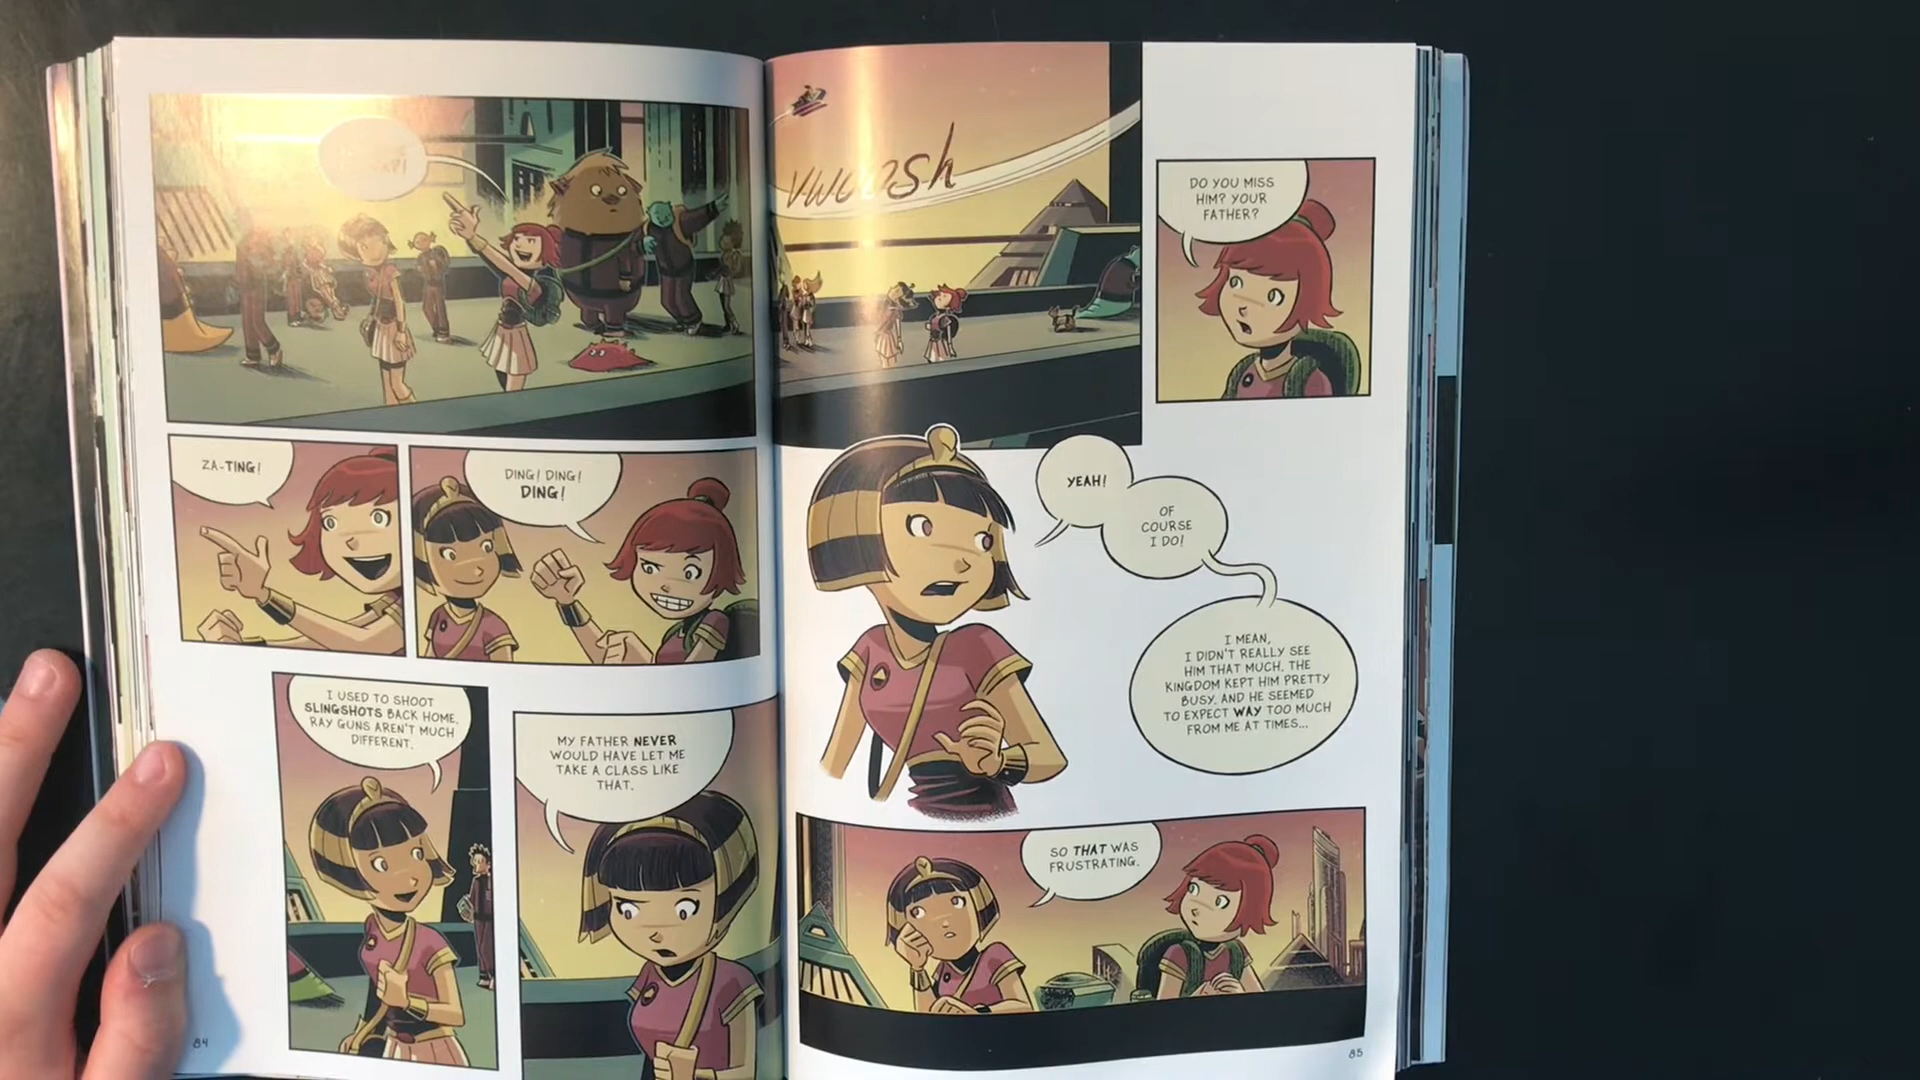 ZA-TING!
DING! DING!
DING!
I USED TO SHOOT
SLINGSHOTS BACK HOME.
RAY GUNS AREN'T MUCH
DIFFERENT.
MY FATHER NEVER
WOULD HAVE LET ME
TAKE A CLASS LIKE
THAT.
84
VWOOSH
DO YOU MISS
HIM? YOUR
FATHER?
YEAH!
OF
COURSE
I DO!
I MEAN,
I DIDN'T REALLY SEE
HIM THAT MUCH. THE
KINGDOM KEPT HIM PRETTY
BUSY. AND HE SEEMED
TO EXPECT WAY TOO MUCH
FROM ME AT TIMES...
SO THAT WAS
FRUSTRATING.
85